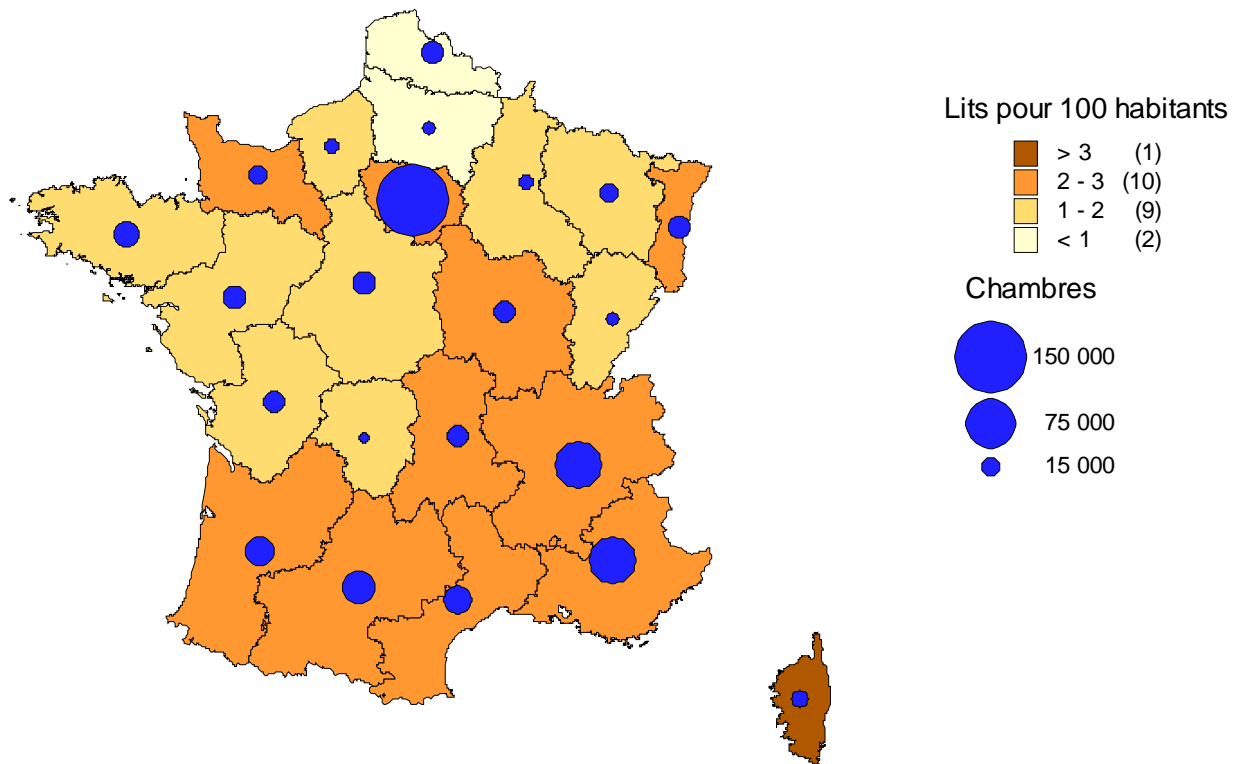 Lits pour 100 habitants
> 3 (1)
2 - 3 (10)
1 - 2 (9)
< 1 (2)
Chambres
150 000
75 000
15 000